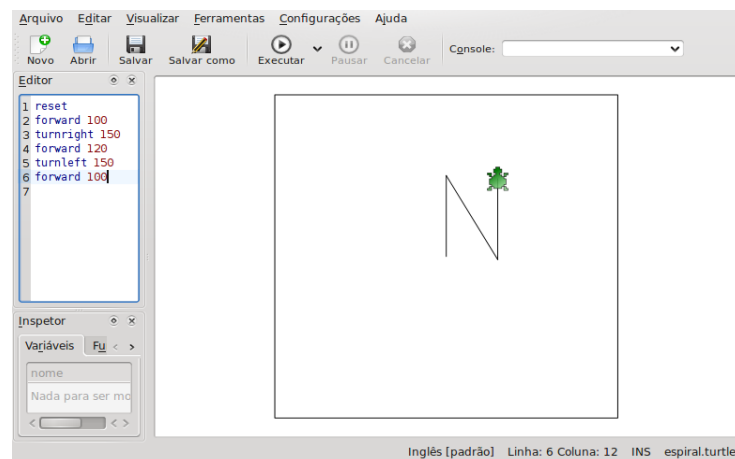 Arquivo Editar Visualizar Ferramentas Configurações Ajuda
Novo Abrir Salvar Salvar como Executar Pausar Cancelar Console:
Editor
1 reset
2 forward 100
3 turnright 150
4 forward 120
5 turnleft 150
6 forward 100
7
Inspetor
Variáveis Fu
nome
Nada para ser mo
Inglês [padrão] Linha: 6 Coluna: 12 INS espiral.turtle